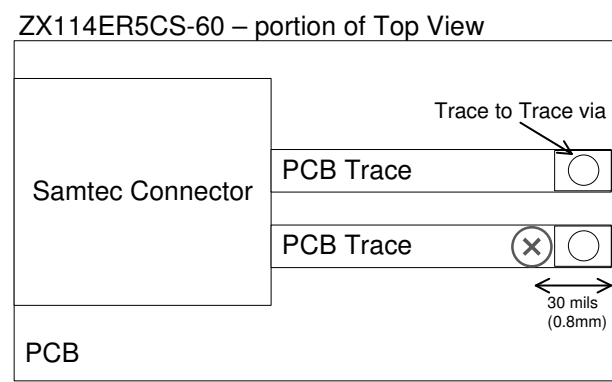 ZX114ER5CS-60 – portion of Top View
Trace to Trace via
PCB Trace
Samtec Connector
PCB Trace
30 mils
(0.8mm)
PCB